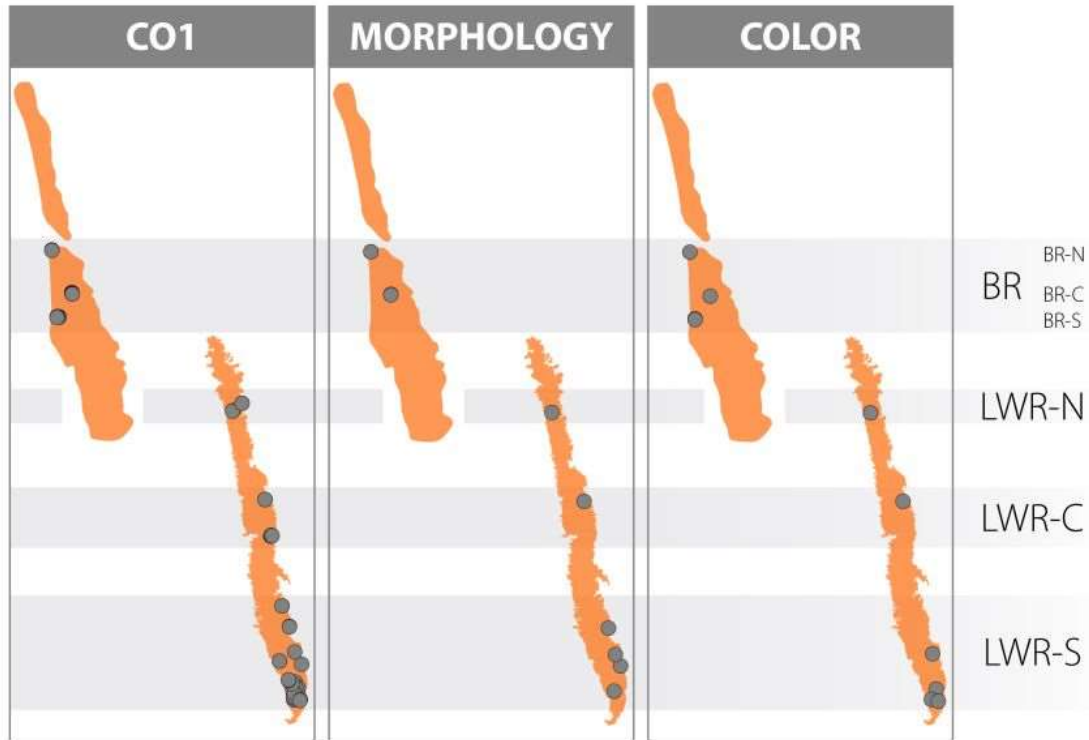 CO1
MORPHOLOGY
COLOR
BR
BR-N
BR-C
BR-S
LWR-N
LWR-C
LWR-S